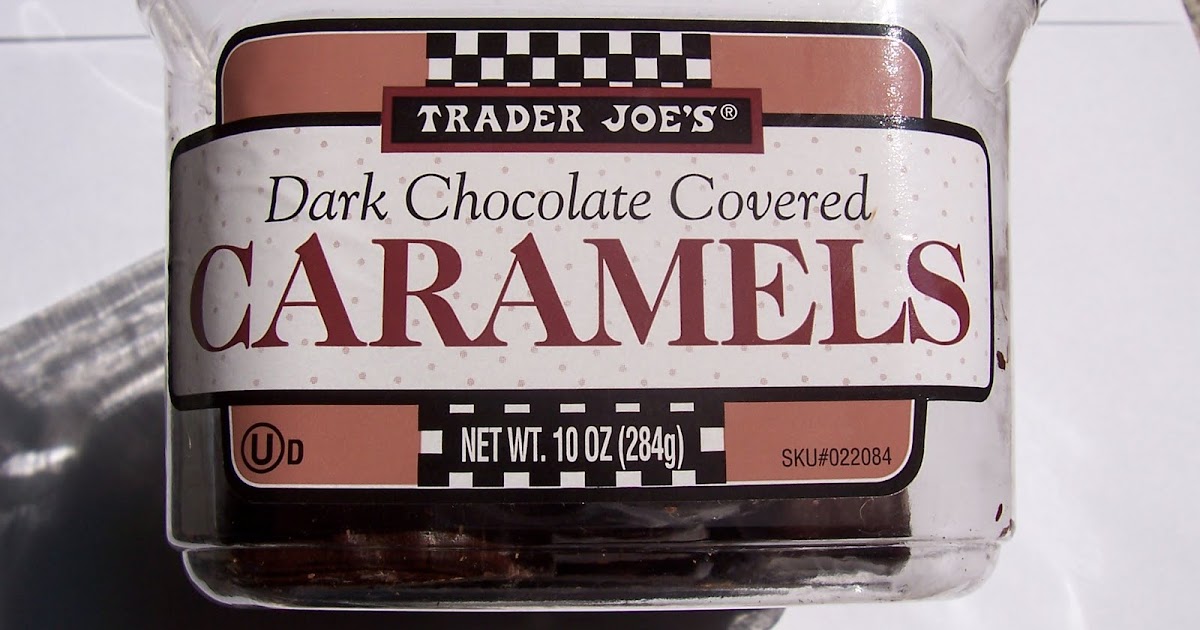 TRADER JOE'S®
Dark Chocolate Covered
CARAMELS
Ⓤ D
NET WT. 10 OZ (284g)
SKU#022084